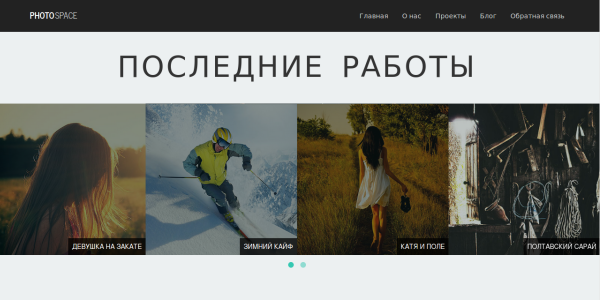 PHOTOSPACE
Главная О нас Проекты Блог Обратная связь
ПОСЛЕДНИЕ РАБОТЫ
ДЕВУШКА НА ЗАКАТЕ
ЗИМНИЙ КАЙФ
КАТЯ И ПОЛЕ
ПОЛТАВСКИЙ САРАЙ